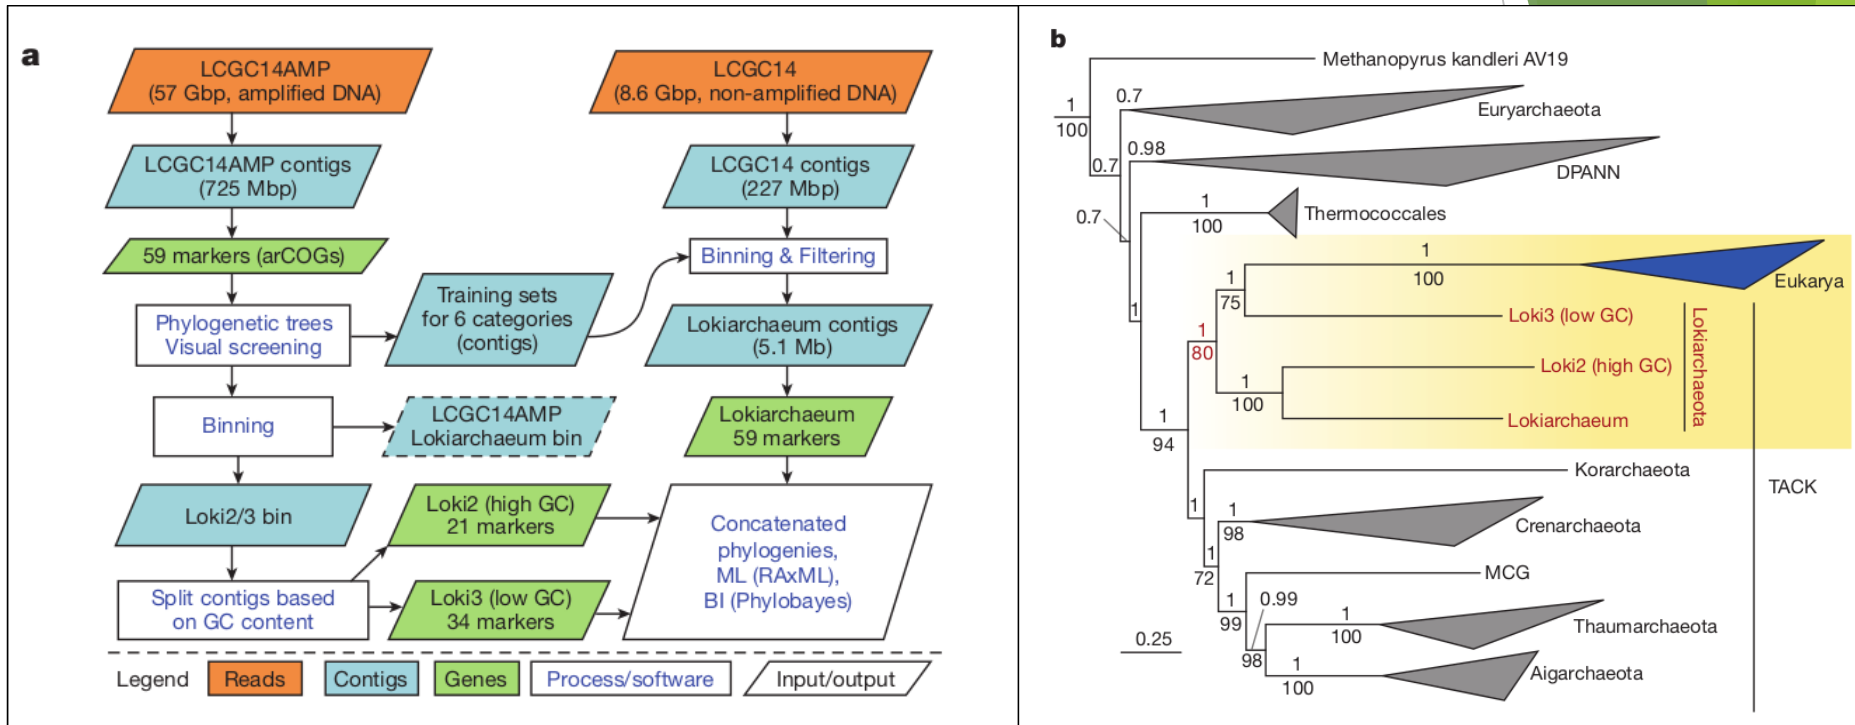 a
LCGC14AMP
(57 Gbp, amplified DNA)
LCGC14
(8.6 Gbp, non-amplified DNA)
LCGC14AMP contigs
(725 Mbp)
LCGC14 contigs
(227 Mbp)
59 markers (arCOGs)
Binning & Filtering
Phylogenetic trees
Visual screening
Training sets
for 6 categories
(contigs)
Lokiarchaeum contigs
(5.1 Mb)
Binning
LCGC14AMP
Lokiarchaeum bin
Lokiarchaeum
59 markers
Loki2/3 bin
Loki2 (high GC)
21 markers
Concatenated
phylogenies,
ML (RAxML),
BI (Phylobayes)
Split contigs based
on GC content
Loki3 (low GC)
34 markers
Legend
Reads
Contigs
Genes
Process/software
Input/output
b
Methanopyrus kandleri AV19
1
100
0.7
Euryarchaeota
0.7
0.98
DPANN
0.7
1
100
Thermococcales
1
1
100
Eukarya
1
75
Loki3 (low GC)
1
80
Loki2 (high GC)
1
100
Lokiarchaeum
Lokiarchaeota
1
94
Korarchaeota
TACK
1
1
98
Crenarchaeota
1
72
MCG
1
99
0.99
98
1
100
Thaumarchaeota
1
100
Aigarchaeota
0.25